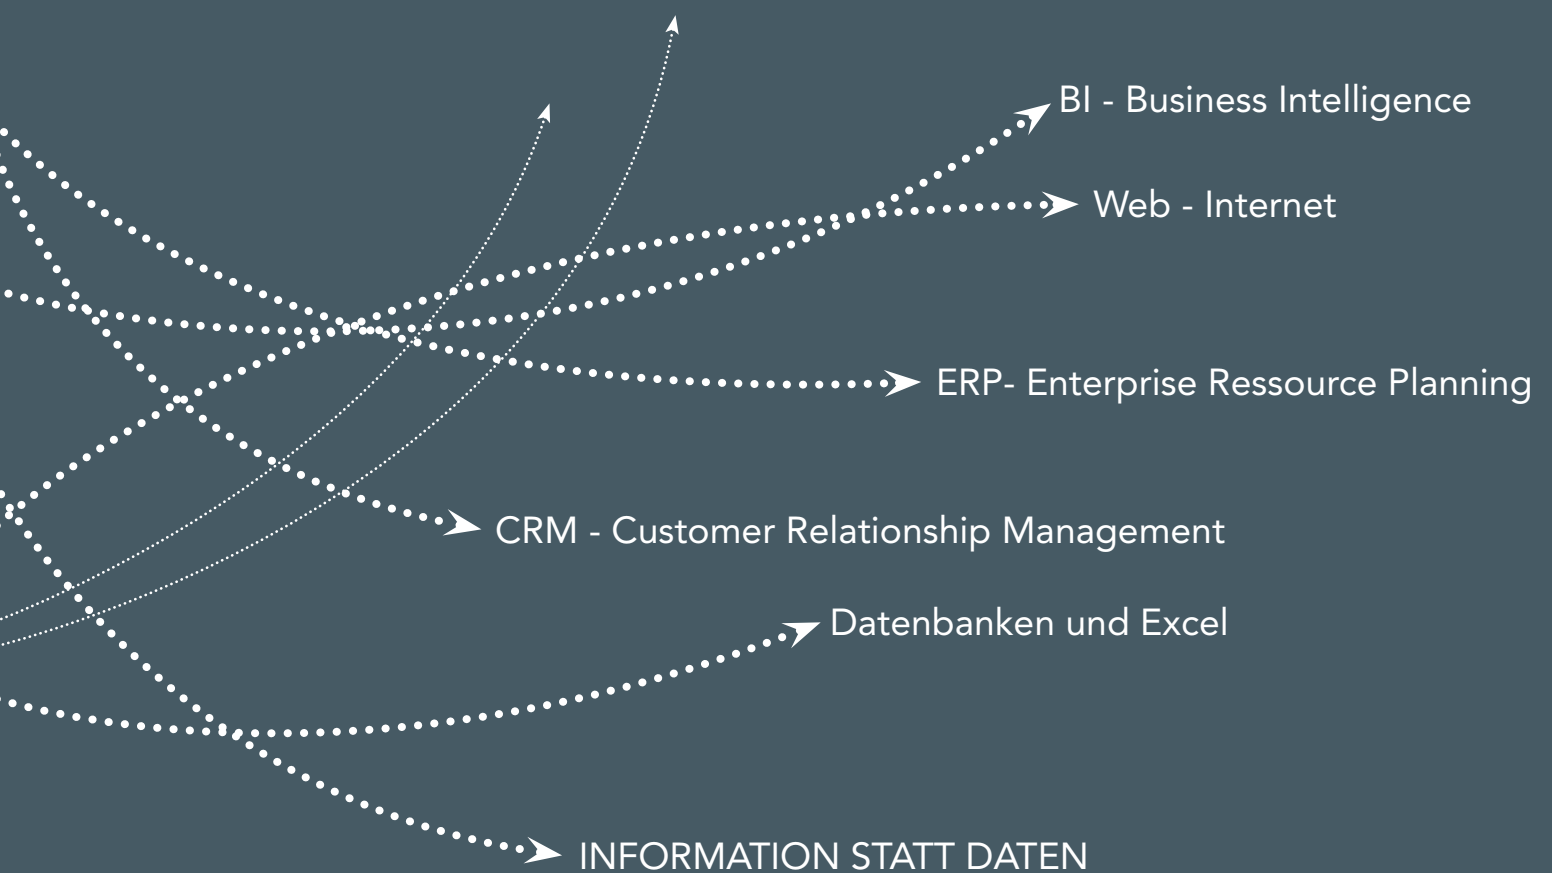 BI - Business Intelligence
Web - Internet
ERP- Enterprise Ressource Planning
CRM - Customer Relationship Management
Datenbanken und Excel
INFORMATION STATT DATEN